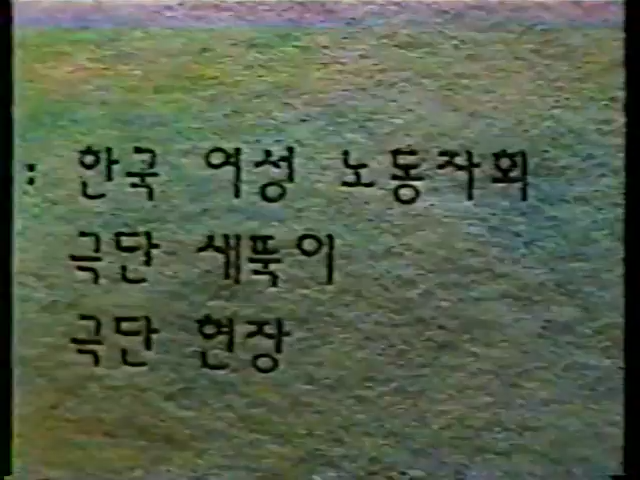 : 한국 여성 노동자회
극단 새뚝이
극단 현장